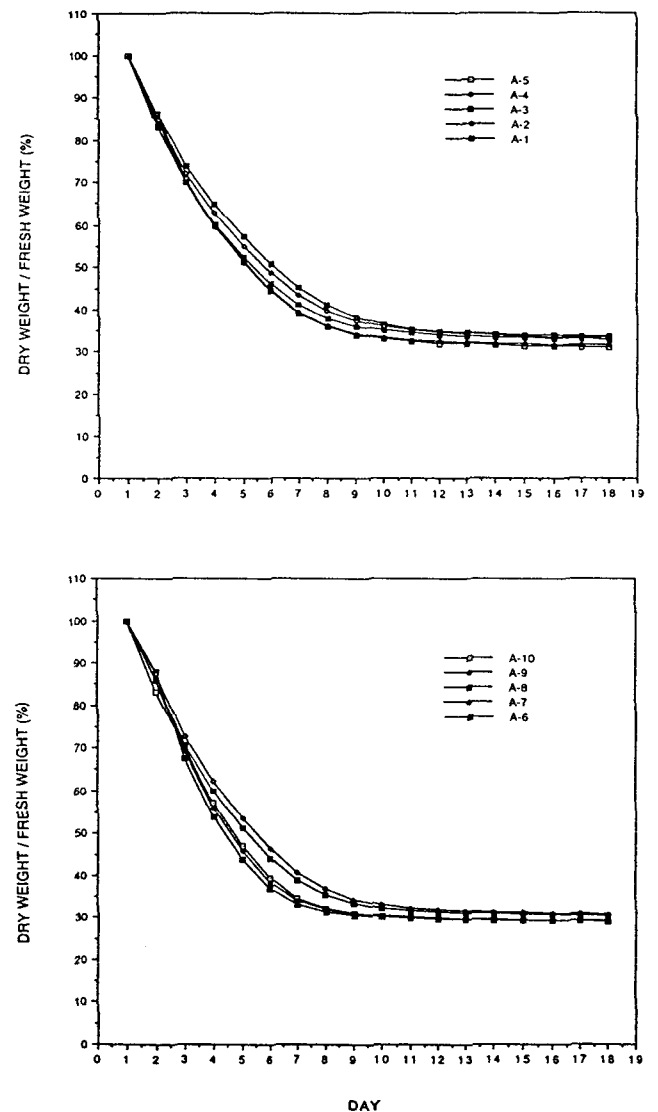 DRY WEIGHT / FRESH WEIGHT (%)
110
100
90
80
70
60
50
40
30
20
10
0
A-5
A-4
A-3
A-2
A-1
0 1 2 3 4 5 6 7 8 9 10 11 12 13 14 15 16 17 18 19
DRY WEIGHT / FRESH WEIGHT (%)
110
100
90
80
70
60
50
40
30
20
10
0
A-10
A-9
A-8
A-7
A-6
0 1 2 3 4 5 6 7 8 9 10 11 12 13 14 15 16 17 18 19
DAY